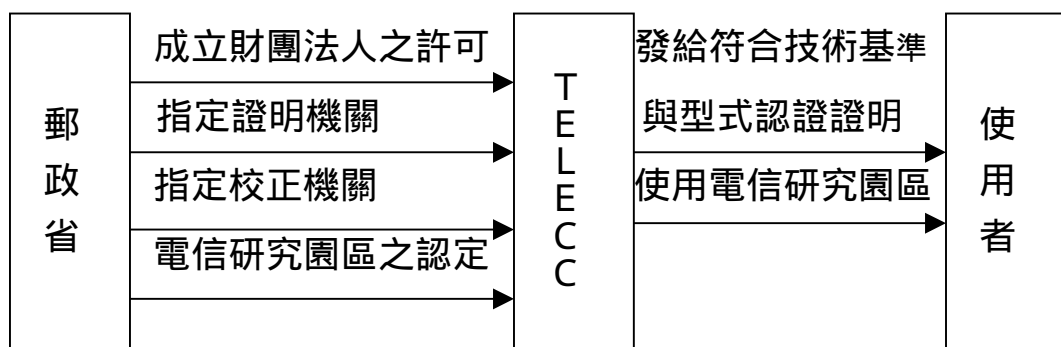 郵政省
成立財團法人之許可
指定證明機關
指定校正機關
電信研究園區之認定
TELECC
發給符合技術基準
與型式認證證明
使用電信研究園區
使用者